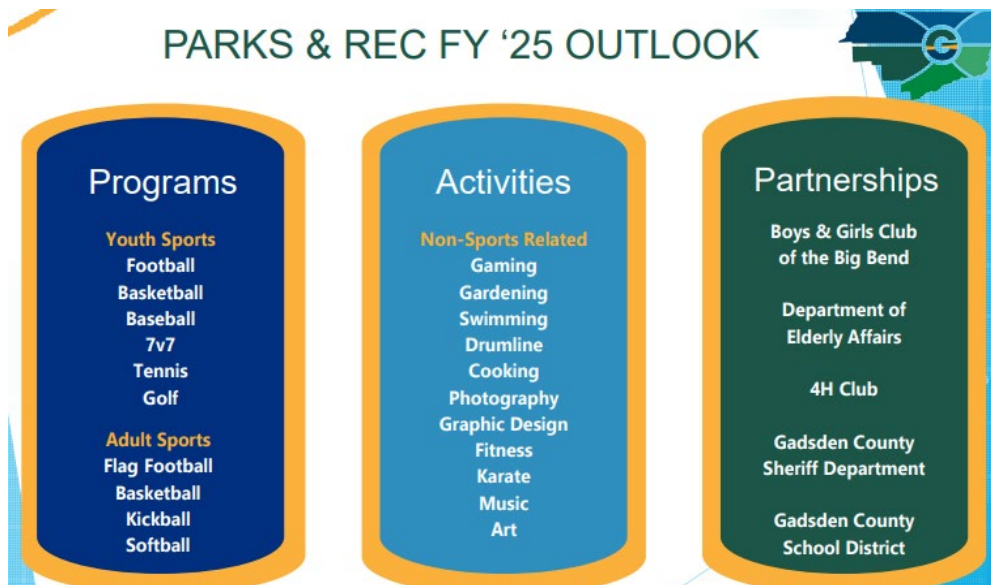 PARKS & REC FY '25 OUTLOOK
G
Programs
Youth Sports
Football
Basketball
Baseball
7v7
Tennis
Golf
Adult Sports
Flag Football
Basketball
Kickball
Softball
Activities
Non-Sports Related
Gaming
Gardening
Swimming
Drumline
Cooking
Photography
Graphic Design
Fitness
Karate
Music
Art
Partnerships
Boys & Girls Club
of the Big Bend
Department of
Elderly Affairs
4H Club
Gadsden County
Sheriff Department
Gadsden County
School District